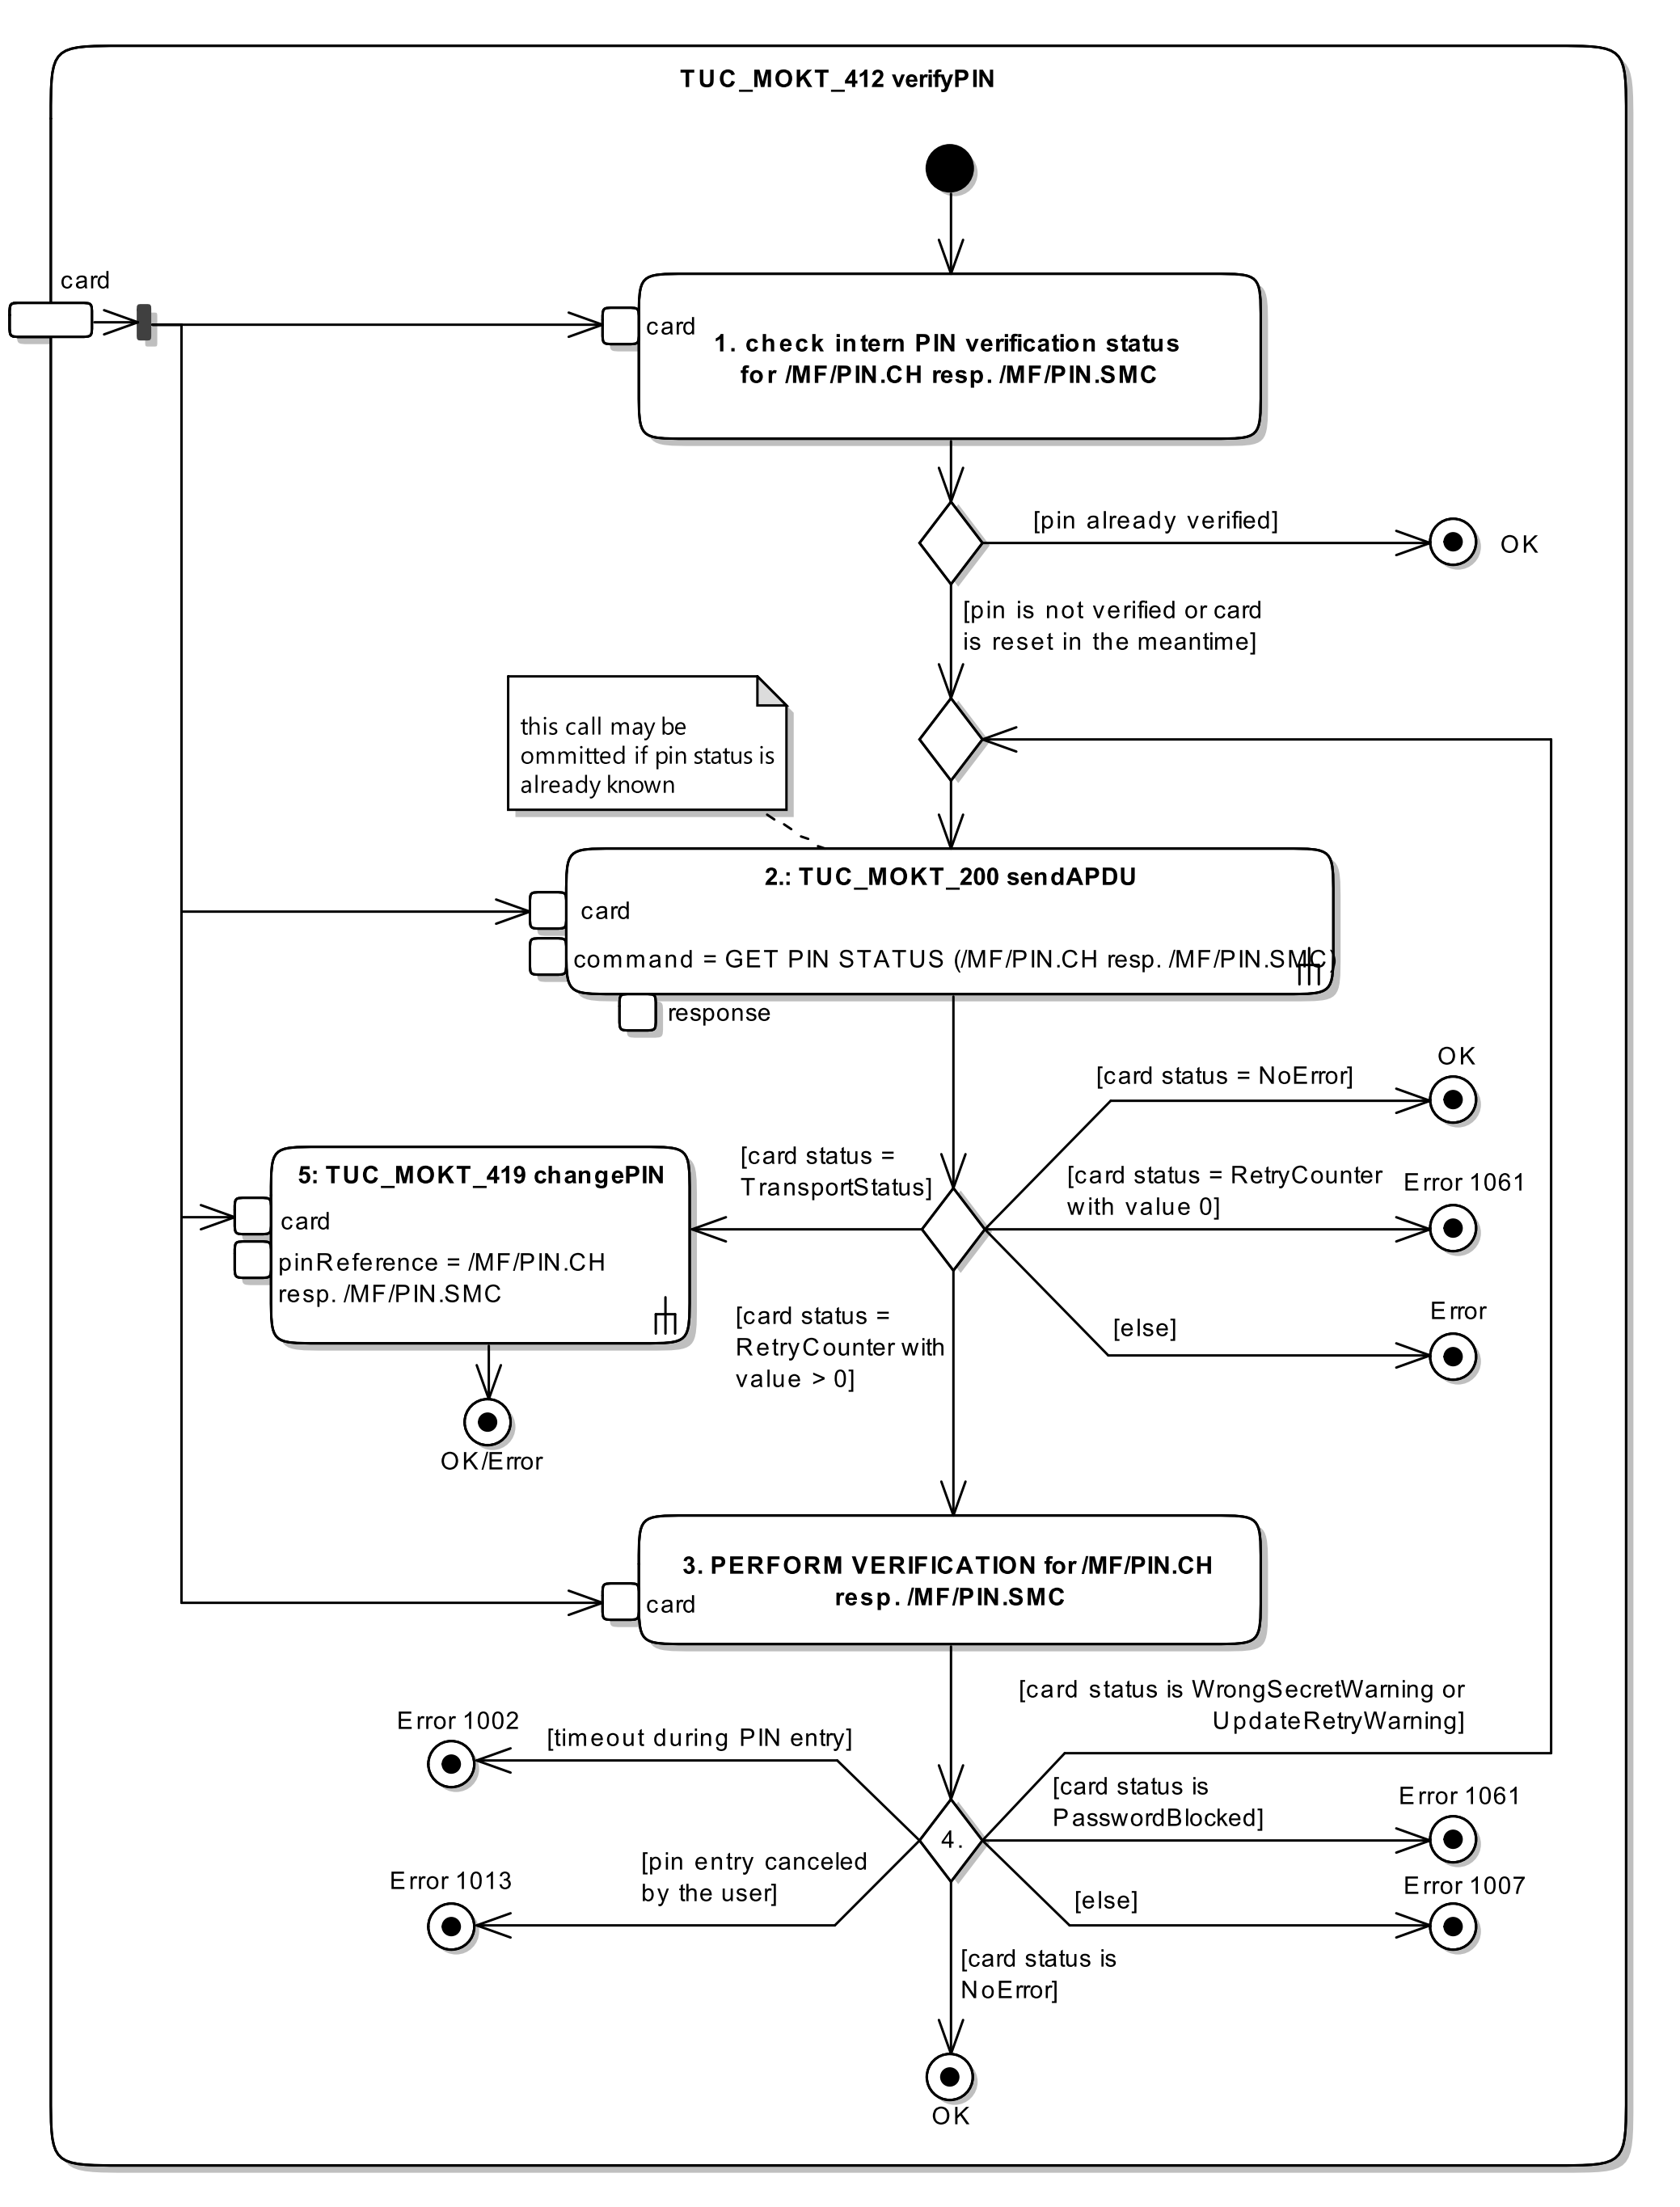 TUC_MOKT_412 verifyPIN
card
card
1. check intern PIN verification status
for /MF/PIN.CH resp. /MF/PIN.SMC
[pin already verified]
OK
[pin is not verified or card
is reset in the meantime]
this call may be
ommitted if pin status is
already known
2.: TUC_MOKT_200 sendAPDU
card
command = GET PIN STATUS (/MF/PIN.CH resp. /MF/PIN.SMC)
response
OK
[card status = NoError]
[card status =
TransportStatus]
[card status = RetryCounter
with value 0]
Error 1061
5: TUC_MOKT_419 changePIN
card
pinReference = /MF/PIN.CH
resp. /MF/PIN.SMC
[card status =
RetryCounter with
value > 0]
[else]
Error
OK/Error
3. PERFORM VERIFICATION for /MF/PIN.CH
resp. /MF/PIN.SMC
card
[card status is WrongSecretWarning or
UpdateRetryWarning]
Error 1002
[timeout during PIN entry]
[card status is
PasswordBlocked]
Error 1061
4.
[pin entry canceled
by the user]
Error 1013
[else]
Error 1007
[card status is
NoError]
OK